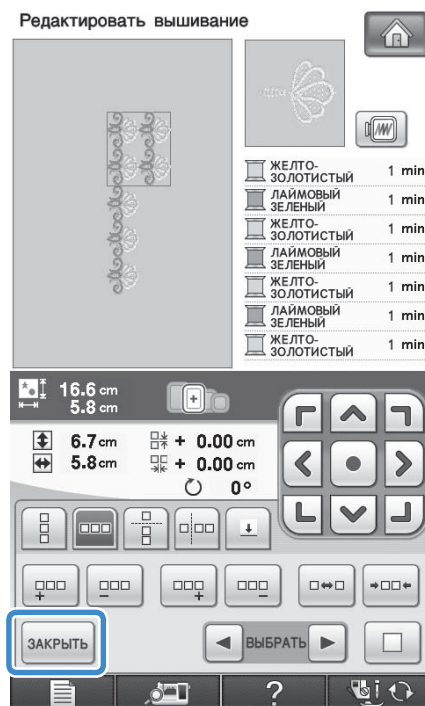 Редактировать вышивание
ЖЕЛТО-
ЗОЛОТИСТЫЙ 1 min
ЛАЙМОВЫЙ
ЗЕЛЕНЫЙ 1 min
ЖЕЛТО-
ЗОЛОТИСТЫЙ 1 min
ЛАЙМОВЫЙ
ЗЕЛЕНЫЙ 1 min
ЖЕЛТО-
ЗОЛОТИСТЫЙ 1 min
ЛАЙМОВЫЙ
ЗЕЛЕНЫЙ 1 min
ЖЕЛТО-
ЗОЛОТИСТЫЙ 1 min
16.6 cm
5.8 cm
6.7 cm + 0.00 cm
5.8 cm + 0.00 cm
0°
ЗАКРЫТЬ ВЫБРАТЬ
?